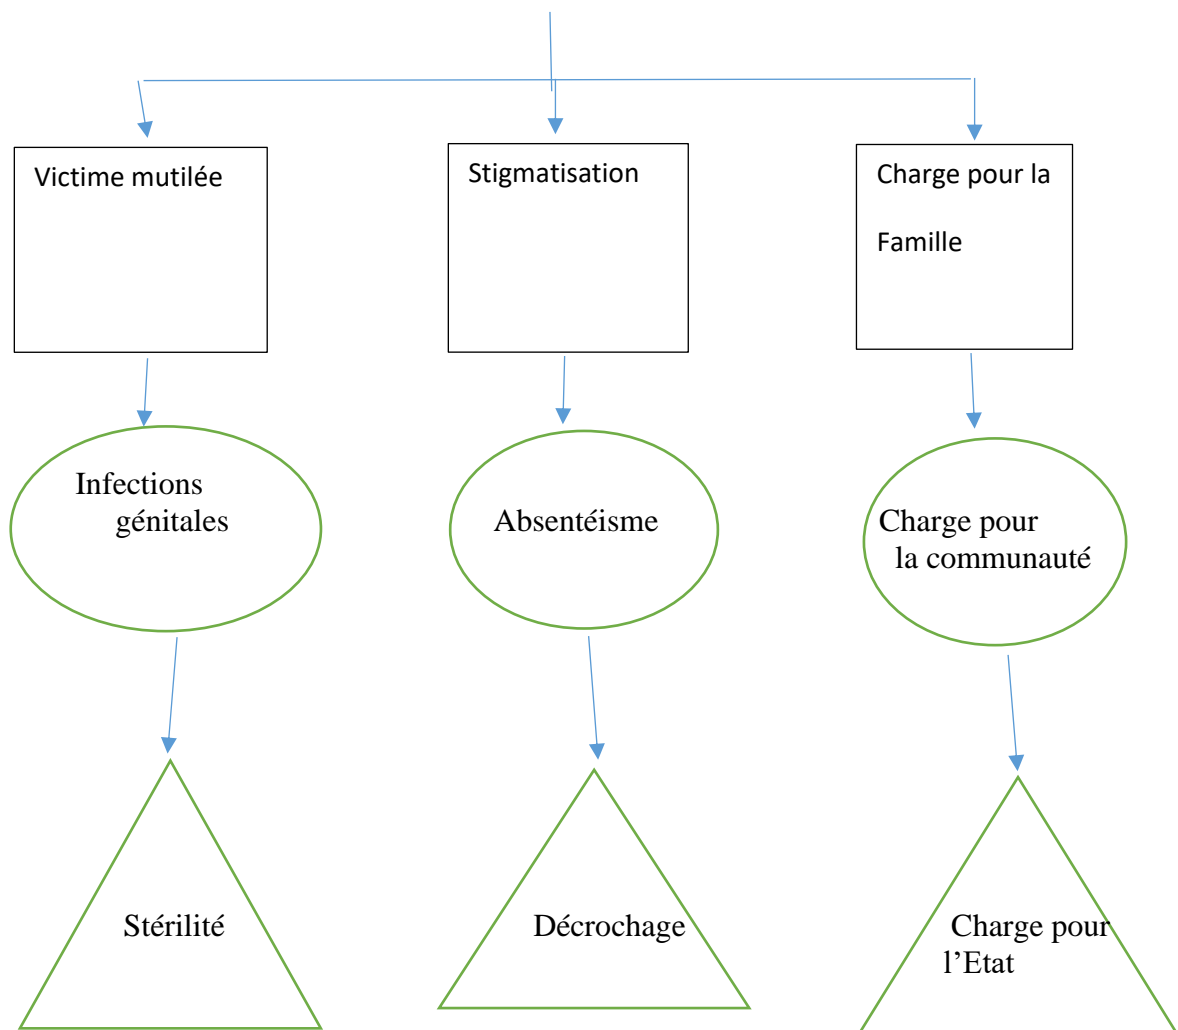 Victime mutilée
Stigmatisation
Charge pour la
Famille
Infections
génitales
Absentéisme
Charge pour
la communauté
Stérilité
Décrochage
Charge pour
l’Etat